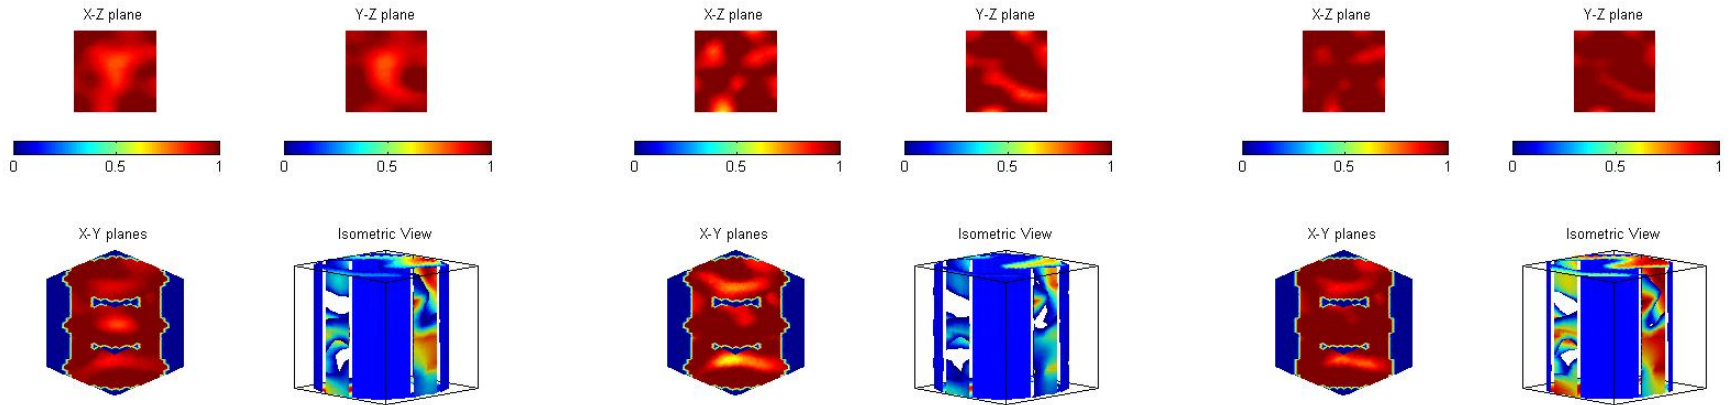 X-Z plane Y-Z plane X-Z plane Y-Z plane X-Z plane Y-Z plane
0 0.5 1 0 0.5 1 0 0.5 1 0 0.5 1 0 0.5 1 0 0.5 1
X-Y planes Isometric View X-Y planes Isometric View X-Y planes Isometric View